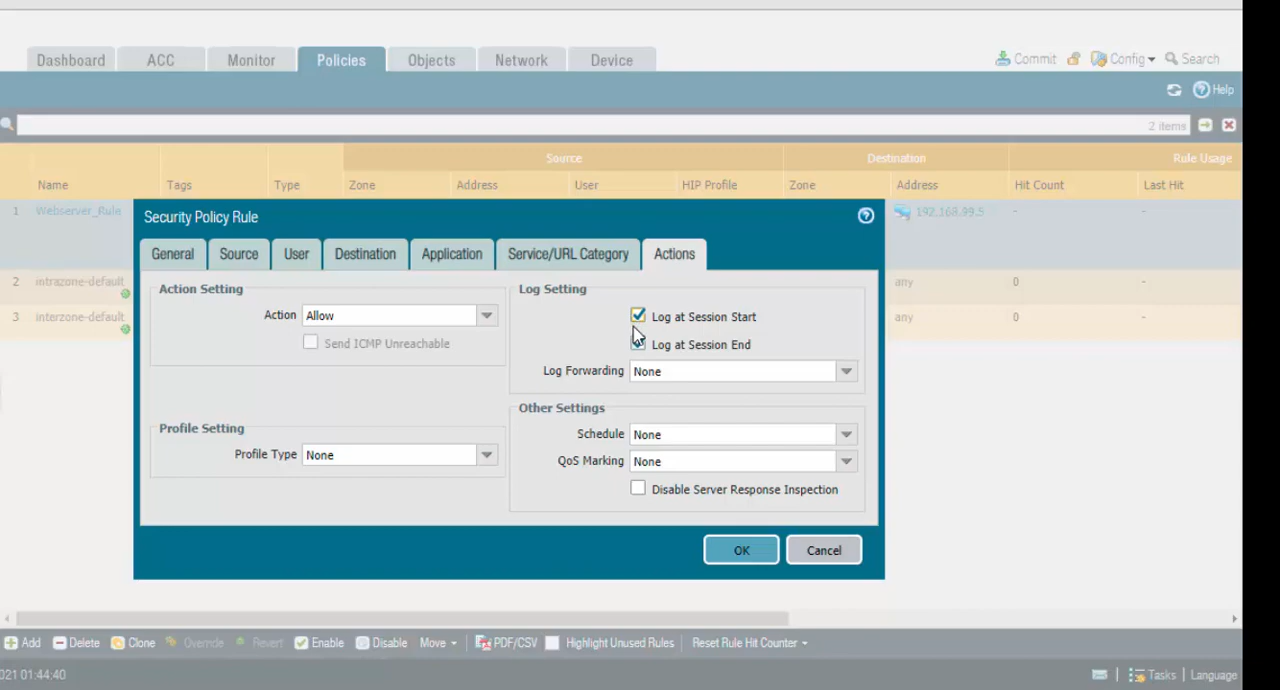 Dashboard ACC Monitor Policies Objects Network Device Commit Config Search
Help
2 items
Source Destination Rule Usage
Name Tags Type Zone Address User HIP Profile Zone Address Hit Count Last Hit
1 Webserver_Rule 192.168.99.5 - -
Security Policy Rule
General Source User Destination Application Service/URL Category Actions
2 intrazone-default any 0 -
3 interzone-default any 0 -
Action Setting
Action Allow
Send ICMP Unreachable
Profile Setting
Profile Type None
Log Setting
Log at Session Start
Log at Session End
Log Forwarding None
Other Settings
Schedule None
QoS Marking None
Disable Server Response Inspection
OK Cancel
Add Delete Clone Override Revert Enable Disable Move PDF/CSV Highlight Unused Rules Reset Rule Hit Counter
021 01:44:40 Tasks Language